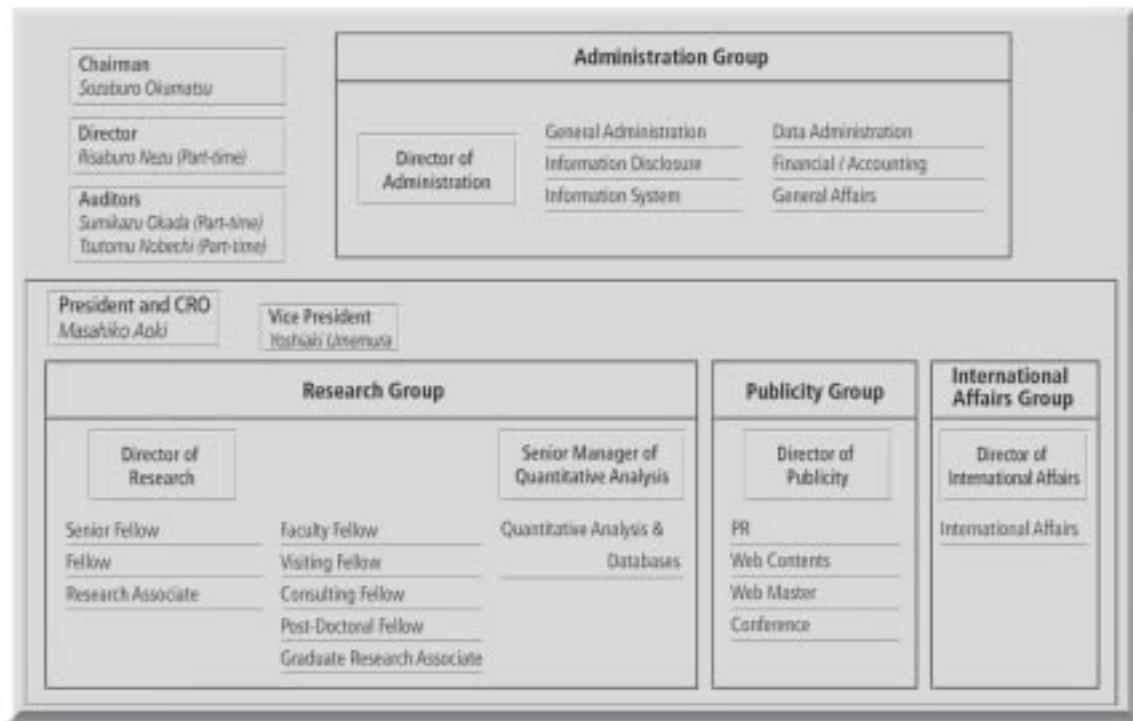 Chairman
Sozaburo Okamatsu
Director
Risaburo Nezu (Part-time)
Auditors
Sumikazu Okada (Part-time)
Tsutomu Nobechi (Part-time)
Administration Group
Director of
Administration
General Administration
Information Disclosure
Information System
Data Administration
Financial / Accounting
General Affairs
President and CRO
Masahiko Aoki
Vice President
Yoshiaki Umemura
Research Group
Director of
Research
Senior Manager of
Quantitative Analysis
Senior Fellow
Fellow
Research Associate
Faculty Fellow
Visiting Fellow
Consulting Fellow
Post-Doctoral Fellow
Graduate Research Associate
Quantitative Analysis &
Databases
Publicity Group
Director of
Publicity
PR
Web Contents
Web Master
Conference
International
Affairs Group
Director of
International Affairs
International Affairs